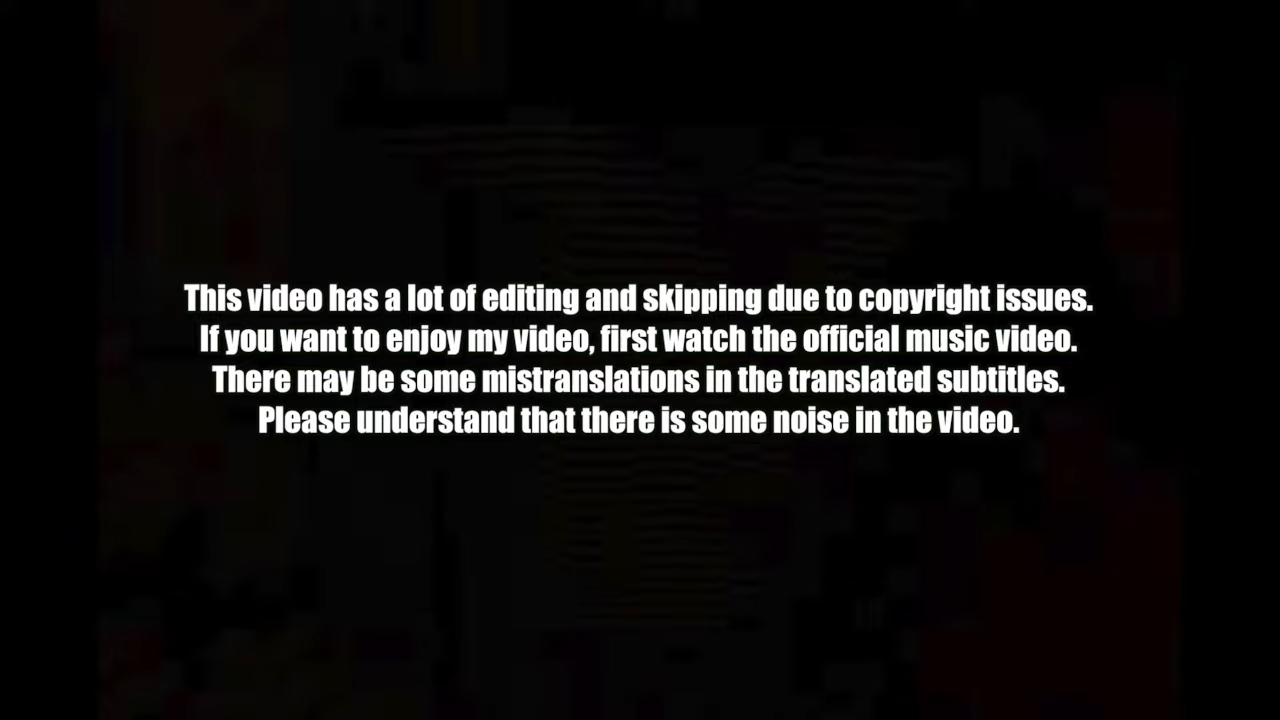 This video has a lot of editing and skipping due to copyright issues.
If you want to enjoy my video, first watch the official music video.
There may be some mistranslations in the translated subtitles.
Please understand that there is some noise in the video.